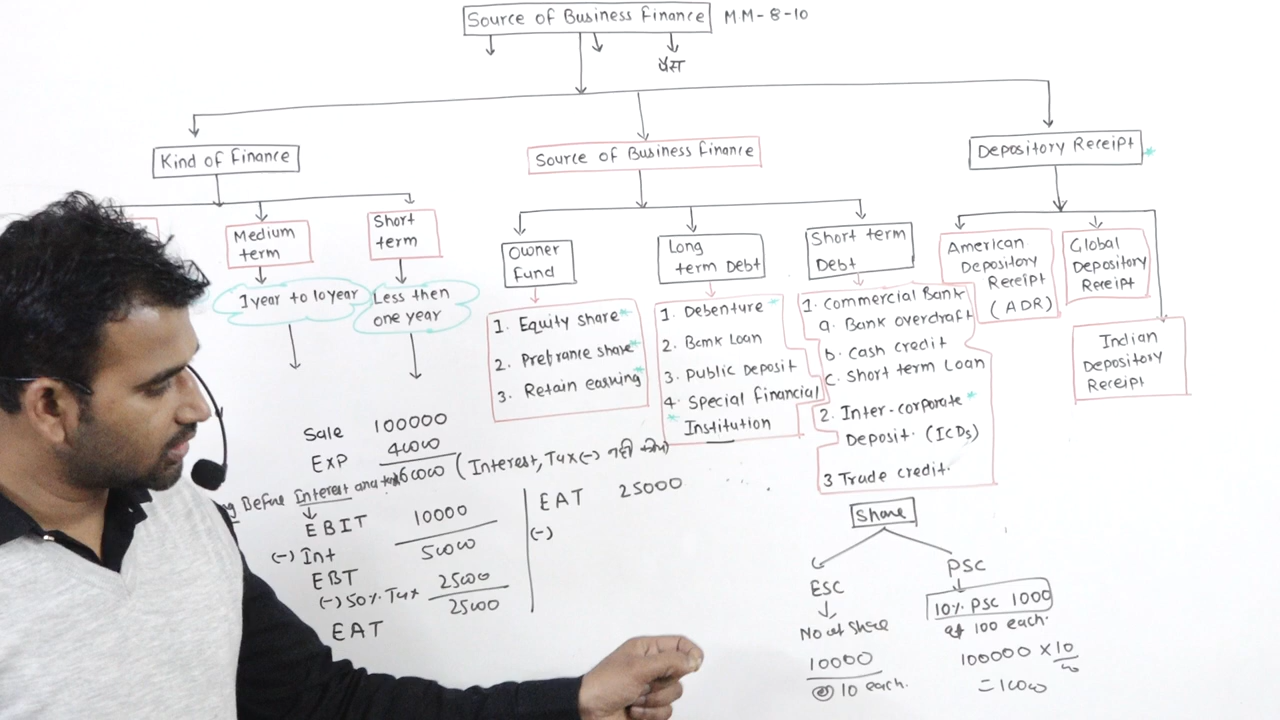 Source of Business Finance
M.M-8-10
पैसा
Kind of Finance
Source of Business Finance
Depository Receipt
Medium
term
Short
term
1 year to 10 year
Less then
one year
Owner
Fund
1. Equity share
2. Prefrance share
3. Retain earning
Long
term Debt
1. Debenture
2. Bank Loan
3. Public Deposit
4. Special Financial
Institution
Short term
Debt
1. Commercial Bank
a. Bank overdraft
b. Cash credit
c. Short term Loan
2. Inter-corporate
Deposit. (ICDs)
3 Trade credit.
American
Depository
Receipt
(ADR)
Global
Depository
Receipt
Indian
Depository
Receipt
Sale 100000
Exp 40000
60000 (Interest, Tax (-) नहीं
Before Interest and tax
EBIT
10000
(-) Int
50000
EBT
(-) 50% Tax 25000
25000
EAT
EAT 25000
(-)
Share
ESC
No of Share
10000
@ 10 each.
PSC
10% PSC 1000
of 100 each.
100000 × 10
= 10000